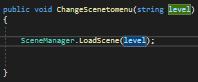 public void ChangeScenetomenu(string level)
{
SceneManager.LoadScene(level);
}